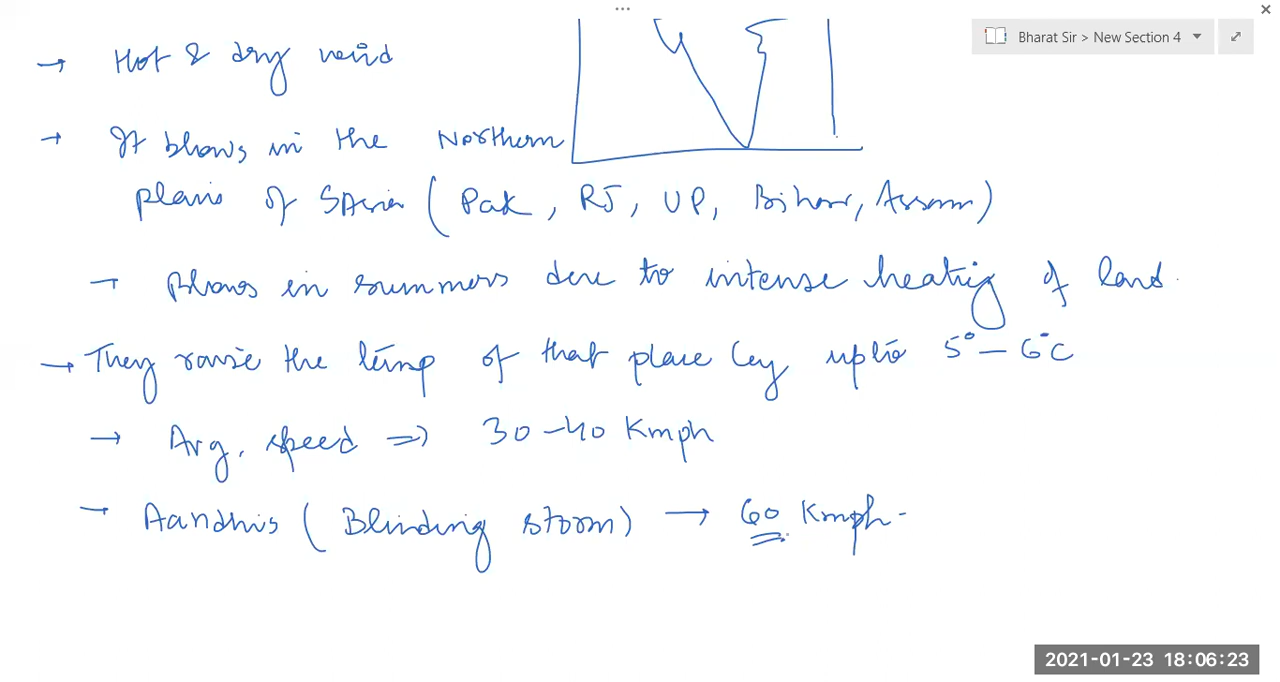 Bharat Sir > New Section 4
→ Hot & dry wind
→ It blows in the Northern
plains of SAsia (Pak, RJ, UP, Bihar, Assam)
→ Blows in summers due to intense heating of land.
→ They raise the temp of that place by upto 5° – 6°C
→ Avg. speed => 30 – 40 Kmph
→ Aandhis (Blinding storm) → 60 Kmph -
2021-01-23 18:06:23